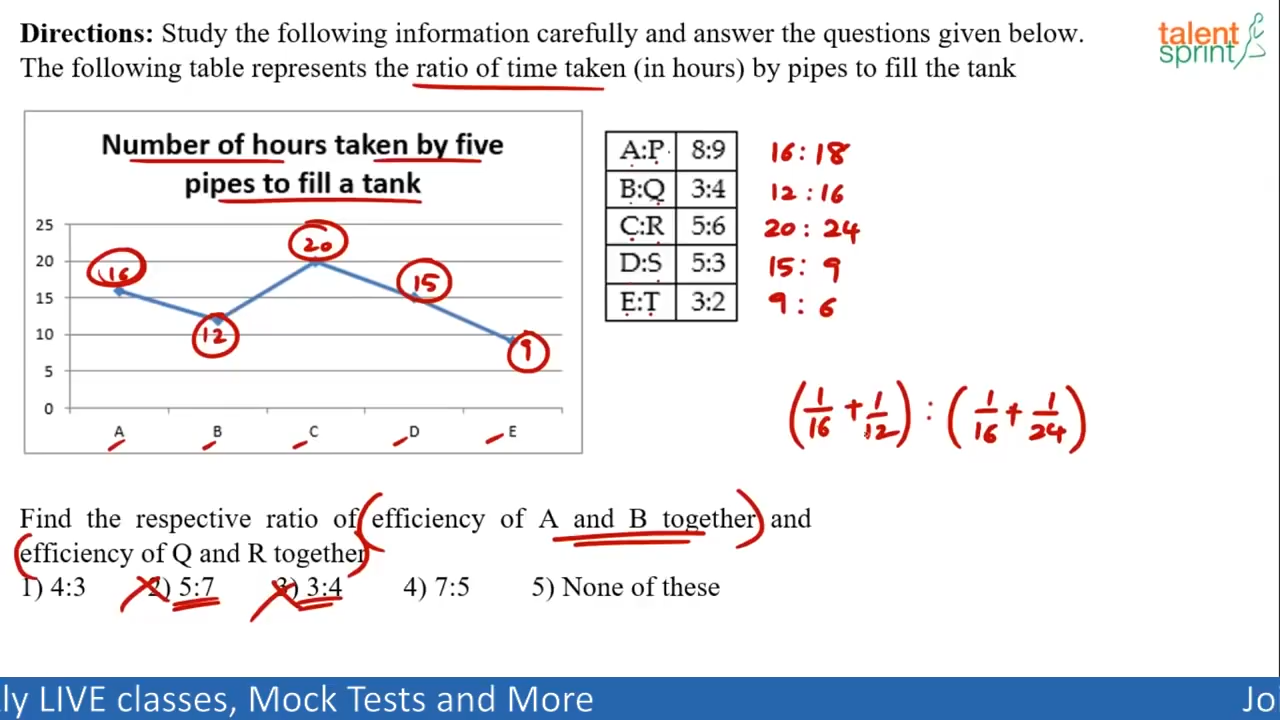 Directions: Study the following information carefully and answer the questions given below.
The following table represents the ratio of time taken (in hours) by pipes to fill the tank
talent
sprint
Number of hours taken by five
pipes to fill a tank
25
20
15
10
5
0
16
12
20
15
9
A B C D E
A:P 8:9 16:18
B:Q 3:4 12:16
C:R 5:6 20:24
D:S 5:3 15:9
E:T 3:2 9:6
(1/16 + 1/12) : (1/16 + 1/24)
Find the respective ratio of (efficiency of A and B together) and
(efficiency of Q and R together)
1) 4:3 2) 5:7 3) 3:4 4) 7:5 5) None of these
ly LIVE classes, Mock Tests and More Jo